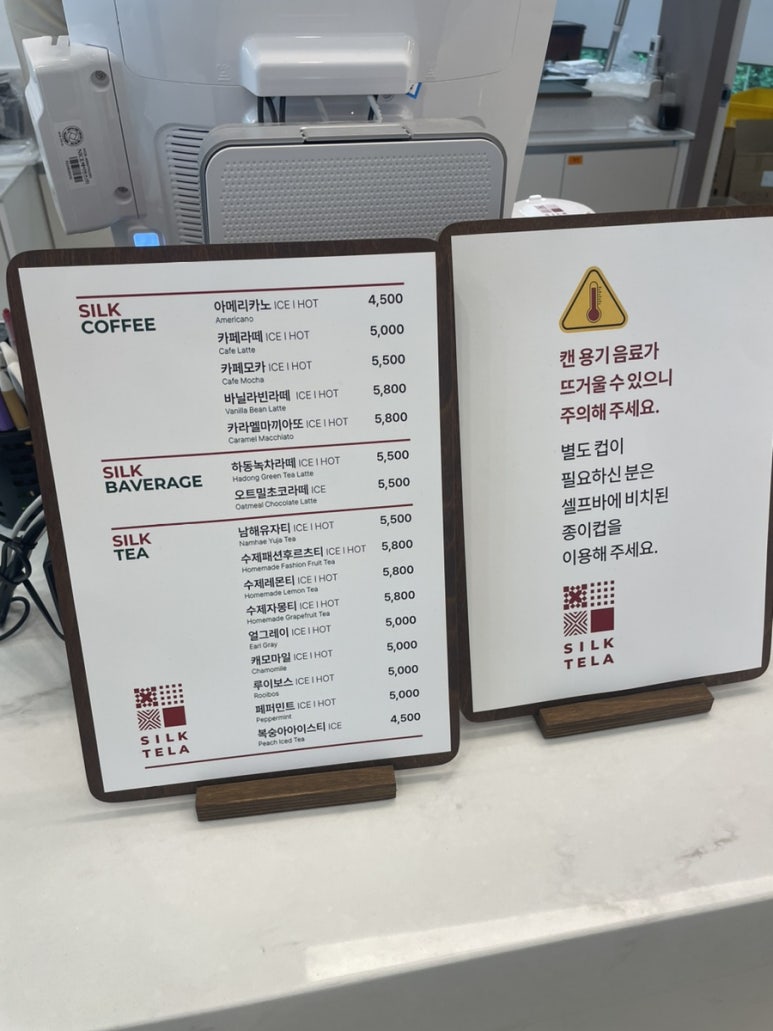 SILK
COFFEE
아메리카노 ICE I HOT 4,500
Americano
카페라떼 ICE I HOT 5,000
Cafe Latte
카페모카 ICE I HOT 5,500
Cafe Mocha
바닐라빈라떼 ICE I HOT 5,800
Vanilla Bean Latte
카라멜마끼아또 ICE I HOT 5,800
Caramel Macchiato
SILK
BAVERAGE
하동녹차라떼 ICE I HOT 5,500
Hadong Green Tea Latte
오트밀초코라떼 ICE 5,500
Oatmeal Chocolate Latte
SILK
TEA
남해유자티 ICE I HOT 5,500
Namhae Yuja Tea
수제패션후르츠티 ICE I HOT 5,800
Homemade Fashion Fruit Tea
수제레몬티 ICE I HOT 5,800
Homemade Lemon Tea
수제자몽티 ICE I HOT 5,800
Homemade Grapefruit Tea
얼그레이 ICE I HOT 5,000
Earl Gray
캐모마일 ICE I HOT 5,000
Chamomile
루이보스 ICE I HOT 5,000
Rooibos
페퍼민트 ICE I HOT 5,000
Peppermint
복숭아아이스티 ICE 4,500
Peach Iced Tea
SILK
TELA
캔 용기 음료가
뜨거울 수 있으니
주의해 주세요.
별도 컵이
필요하신 분은
셀프바에 비치된
종이컵을
이용해 주세요.
SILK
TELA